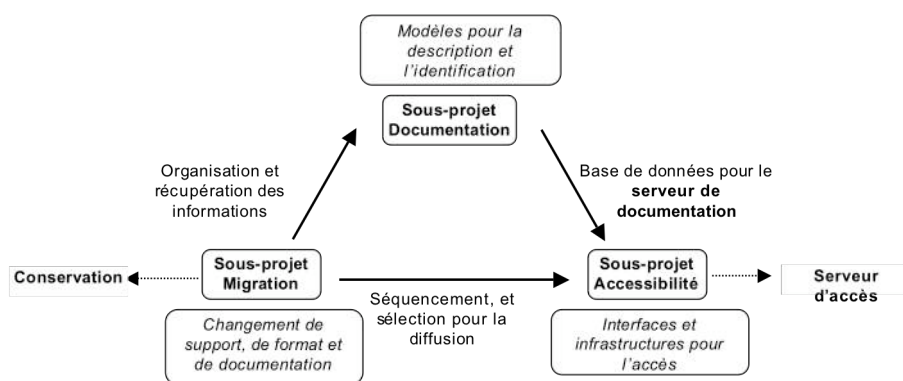 Modèles pour la
description et
l'identification
Sous-projet
Documentation
Organisation et
récupération des
informations
Base de données pour le
serveur de
documentation
Conservation
Sous-projet
Migration
Séquencement, et
sélection pour la
diffusion
Sous-projet
Accessibilité
Serveur
d'accès
Changement de
support, de format et
de documentation
Interfaces et
infrastructures pour
l'accès